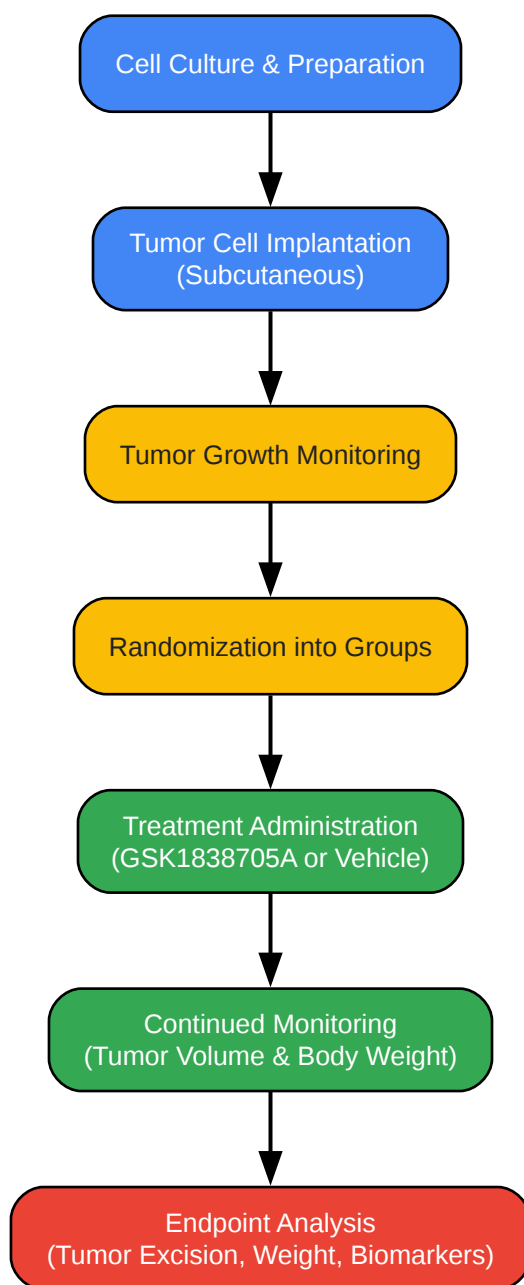 Cell Culture & Preparation
Tumor Cell Implantation
(Subcutaneous)
Tumor Growth Monitoring
Randomization into Groups
Treatment Administration
(GSK1838705A or Vehicle)
Continued Monitoring
(Tumor Volume & Body Weight)
Endpoint Analysis
(Tumor Excision, Weight, Biomarkers)